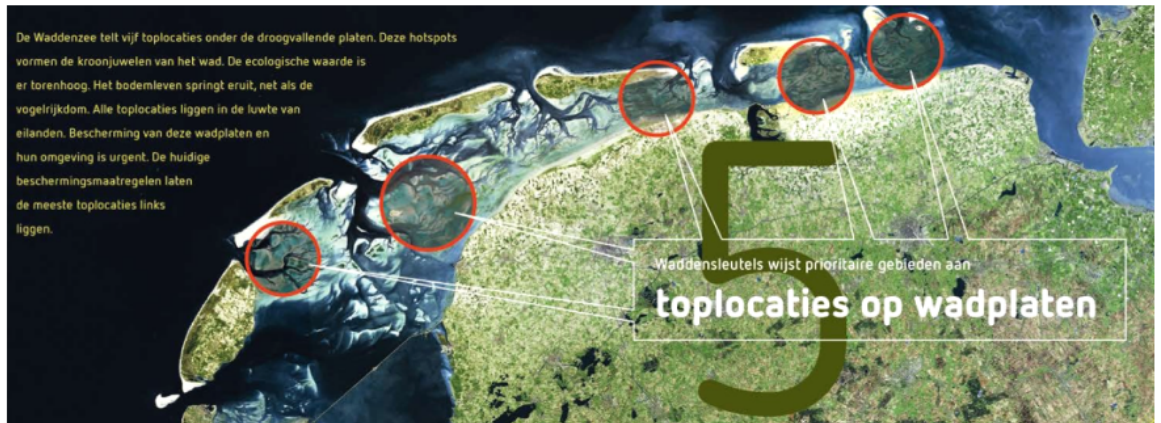 De Waddenzee telt vijf toplocaties onder de droogvallende platen. Deze hotspots
vormen de kroonjuwelen van het wad. De ecologische waarde is
er torenhoog. Het bodemleven springt eruit, net als de
vogelrijkdom. Alle toplocaties liggen in de luwte van
eilanden. Bescherming van deze wadplaten en
hun omgeving is urgent. De huidige
beschermingsmaatregelen laten
de meeste toplocaties links
liggen.
5
Waddensleutels wijst prioritaire gebieden aan
toplocaties op wadplaten